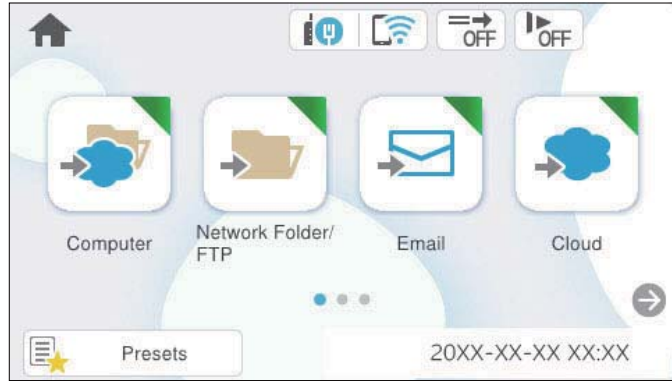 OFF
OFF
Computer
Network Folder/
FTP
Email
Cloud
Presets
20XX-XX-XX XX:XX